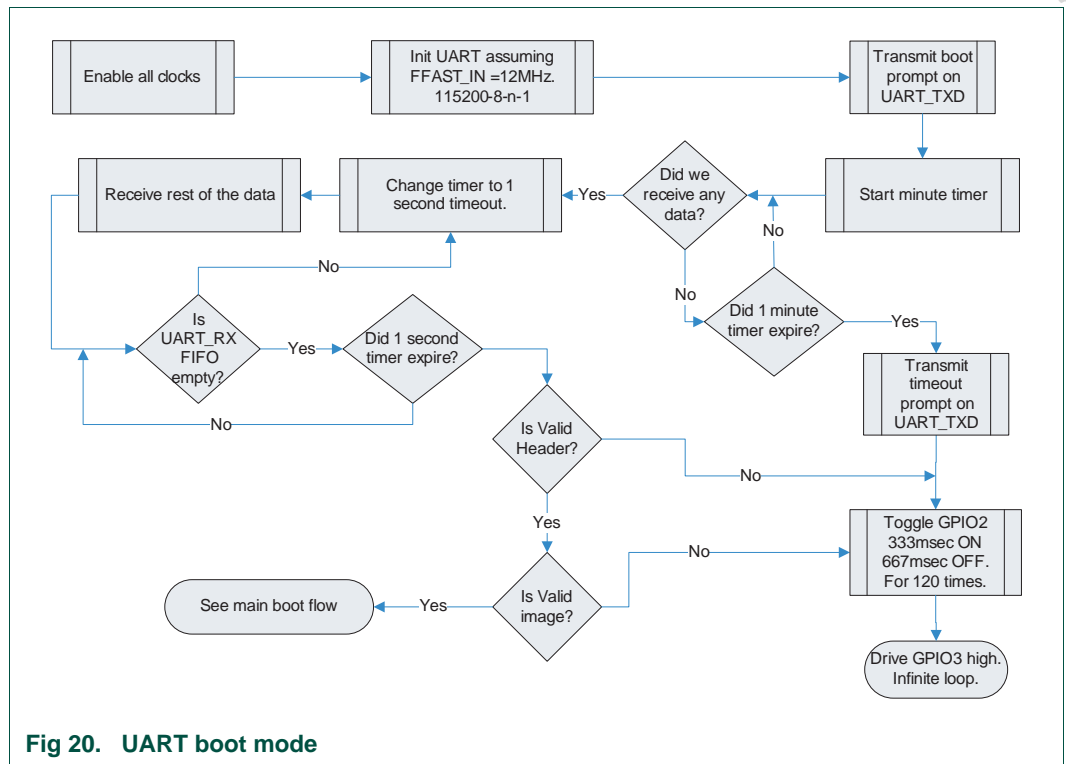 Enable all clocks
Init UART assuming
FFAST_IN =12MHz.
115200-8-n-1
Transmit boot
prompt on
UART_TXD
Receive rest of the data
Change timer to 1
second timeout.
Yes
Did we
receive any
data?
Start minute timer
No
No
No
Did 1 minute
timer expire?
Yes
Is
UART_RX
FIFO
empty?
Yes
Did 1 second
timer expire?
No
Transmit
timeout
prompt on
UART_TXD
Is Valid
Header?
No
Yes
Toggle GPIO2
333msec ON
667msec OFF.
For 120 times.
No
Is Valid
image?
Yes
See main boot flow
Drive GPIO3 high.
Infinite loop.
Fig 20. UART boot mode